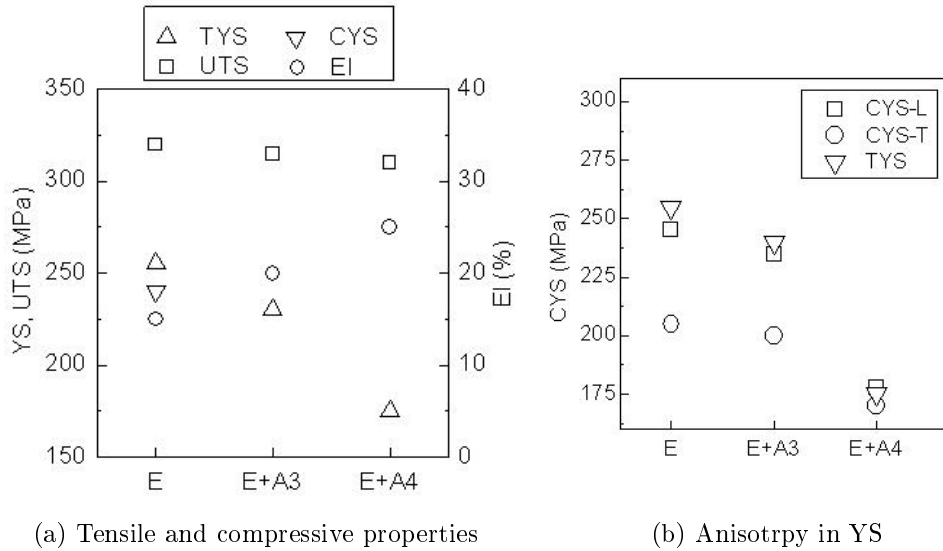 TYS CYS
UTS EI
350
300
250
200
150
YS, UTS (MPa)
40
30
20
10
0
EI (%)
E E+A3 E+A4
(a) Tensile and compressive properties
300
275
250
225
200
175
CYS (MPa)
CYS-L
CYS-T
TYS
E E+A3 E+A4
(b) Anisotrpy in YS